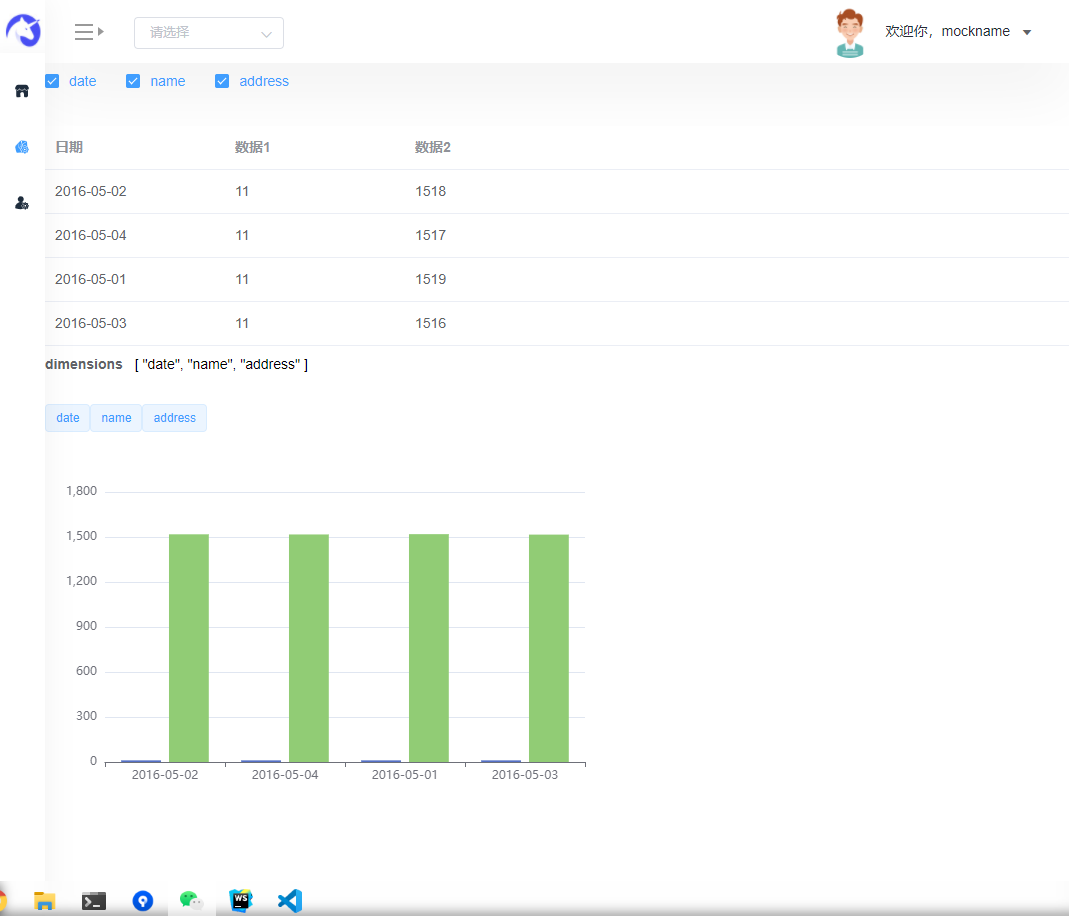 请选择
欢迎你，mockname
date name address
日期 数据1 数据2
2016-05-02 11 1518
2016-05-04 11 1517
2016-05-01 11 1519
2016-05-03 11 1516
dimensions [ "date", "name", "address" ]
date name address
1,800
1,500
1,200
900
600
300
0
2016-05-02 2016-05-04 2016-05-01 2016-05-03
WS